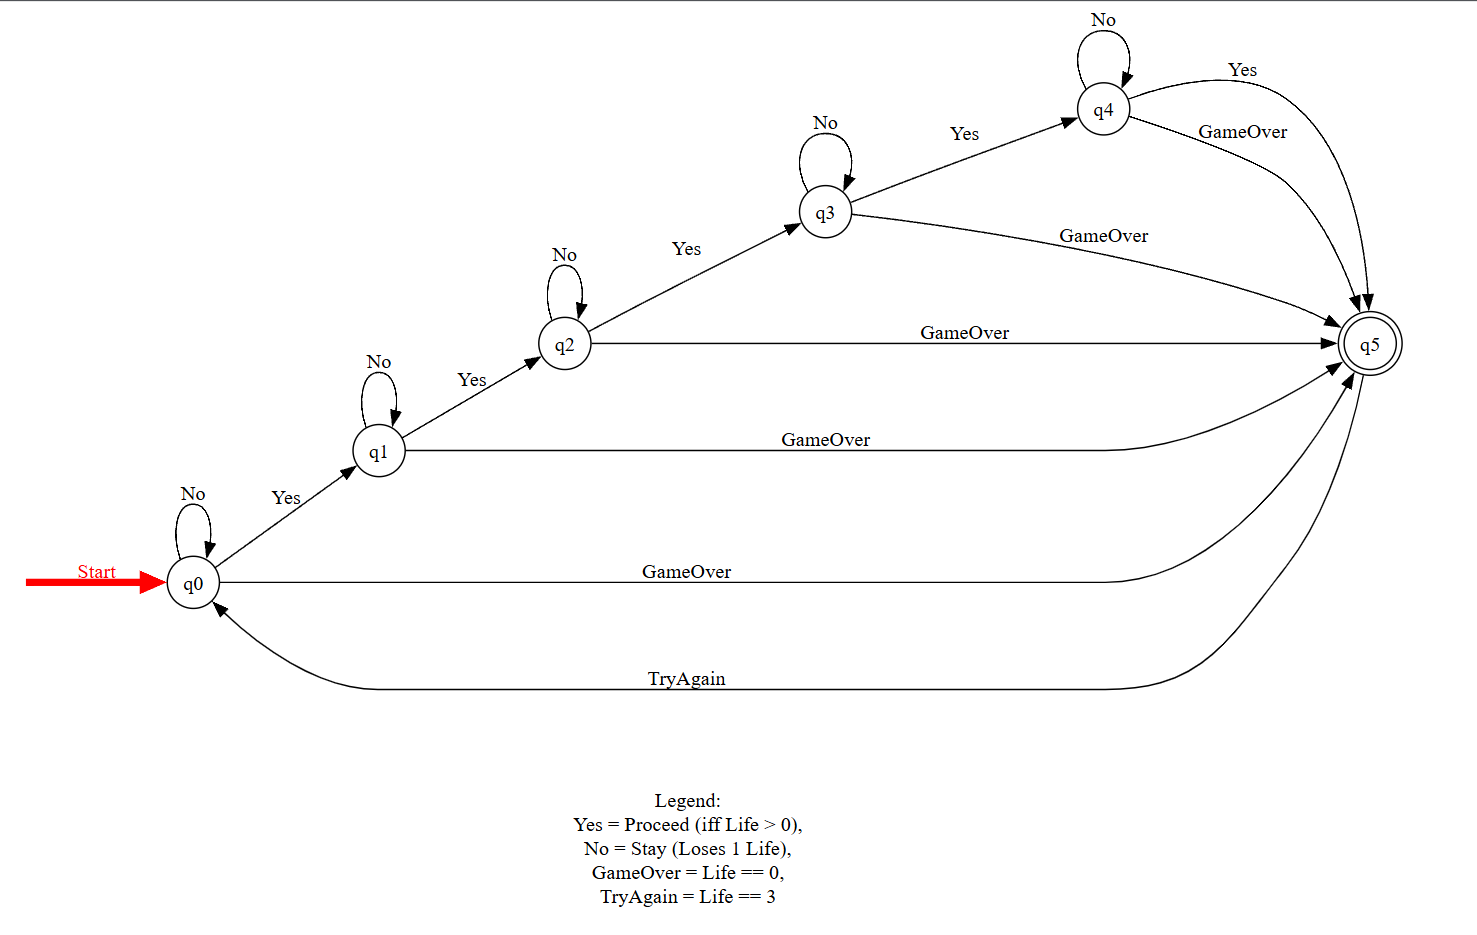 No
Yes
q4
GameOver
No
Yes
q3
GameOver
No
Yes
q2
GameOver
q5
No
Yes
q1
GameOver
No
Yes
Start
q0
GameOver
TryAgain
Legend:
Yes = Proceed (iff Life > 0),
No = Stay (Loses 1 Life),
GameOver = Life == 0,
TryAgain = Life == 3